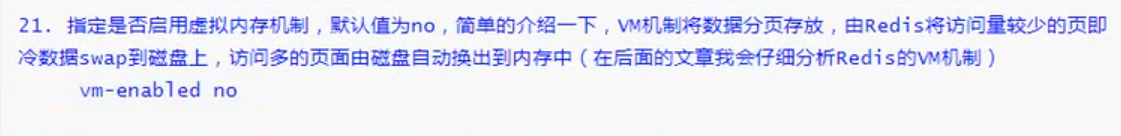 21. 指定是否启用虚拟内存机制，默认值为no，简单的介绍一下，VM机制将数据分页存放，由Redis将访问量较少的页即
冷数据swap到磁盘上，访问多的页面由磁盘自动换出到内存中（在后面的文章我会仔细分析Redis的VM机制）
vm-enabled no